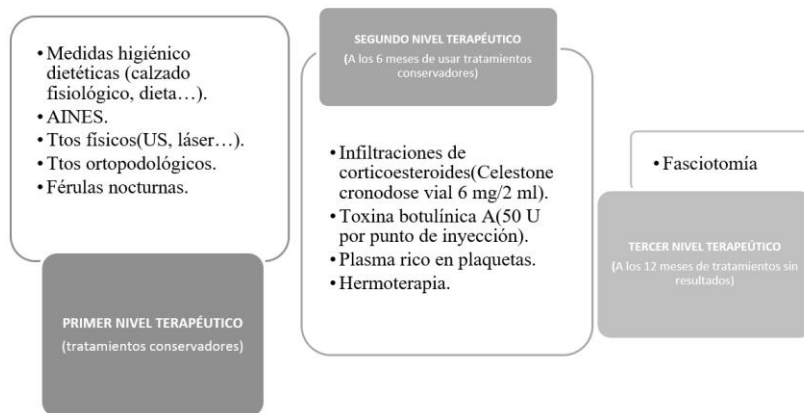 • Medidas higiénico
dietéticas (calzado
fisiológico, dieta…).
• AINES.
• Ttos físicos(US, láser…).
• Ttos ortopodológicos.
• Férulas nocturnas.
PRIMER NIVEL TERAPÉUTICO
(tratamientos conservadores)
SEGUNDO NIVEL TERAPÉUTICO
(A los 6 meses de usar tratamientos
conservadores)
• Infiltraciones de
corticoesteroides(Celestone
cronodose vial 6 mg/2 ml).
• Toxina botulínica A(50 U
por punto de inyección).
• Plasma rico en plaquetas.
• Hermoterapia.
• Fasciotomía
TERCER NIVEL TERAPEÚTICO
(A los 12 meses de tratamientos sin
resultados)